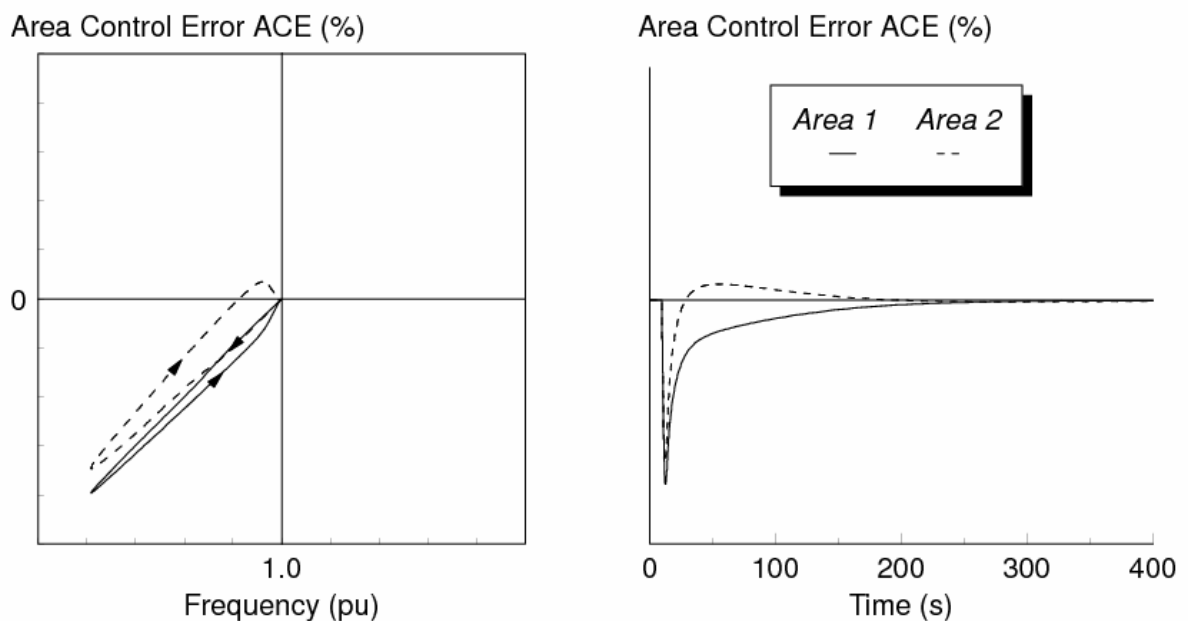 Area Control Error ACE (%)
0
1.0
Frequency (pu)
Area Control Error ACE (%)
Area 1 Area 2
0 100 200 300 400
Time (s)